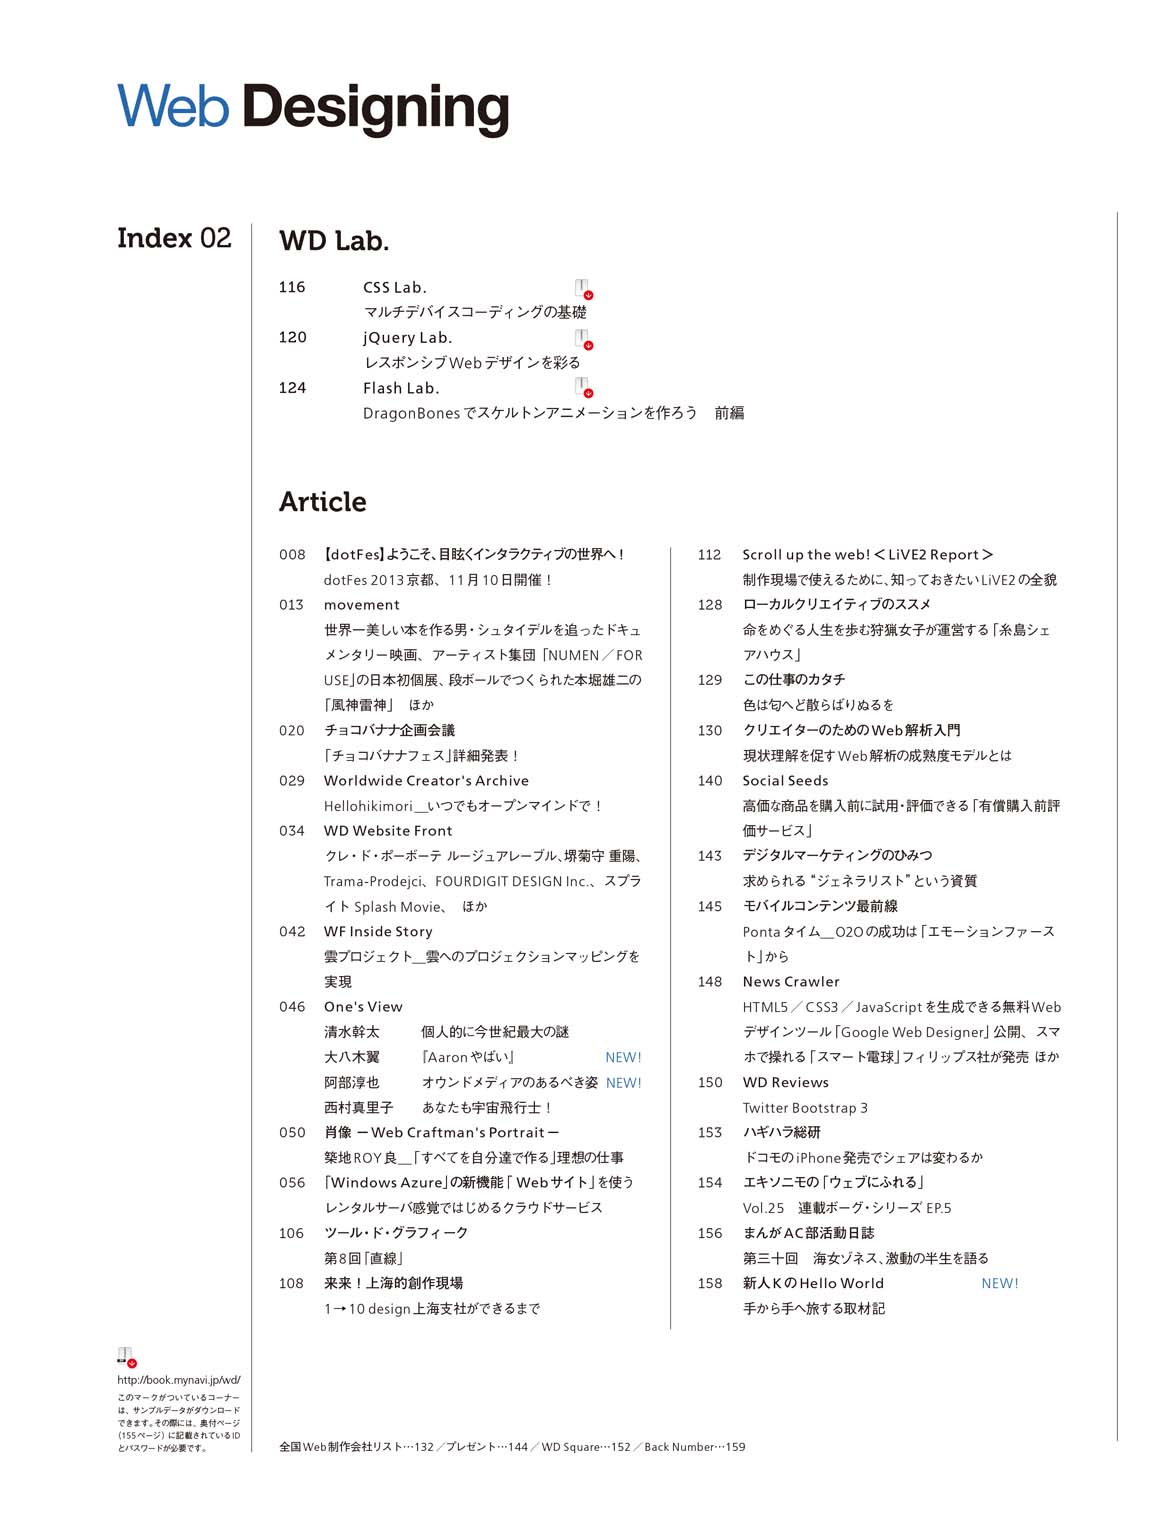 Web Designing
Index 02
WD Lab.
116 CSS Lab.
マルチデバイスコーディングの基礎
120 jQuery Lab.
レスポンシブWebデザインを彩る
124 Flash Lab.
DragonBonesでスケルトンアニメーションを作ろう　前編
Article
008 【dotFes】ようこそ、目眩くインタラクティブの世界へ！
dotFes 2013京都、11月10日開催！
013 movement
世界一美しい本を作る男・シュタイデルを追ったドキュ
メンタリー映画、アーティスト集団「NUMEN／FOR
USE」の日本初個展、段ボールでつくられた本堀雄二の
「風神雷神」　ほか
020 チョコバナナ企画会議
「チョコバナナフェス」詳細発表！
029 Worldwide Creator's Archive
Hellohikimori__いつでもオープンマインドで！
034 WD Website Front
クレ・ド・ポーボーテ ルージュアレーブル、堺菊守 重陽、
Trama-Prodejci、FOURDIGIT DESIGN Inc.、スプラ
イト Splash Movie、　ほか
042 WF Inside Story
雲プロジェクト__雲へのプロジェクションマッピングを
実現
046 One's View
清水幹太　個人的に今世紀最大の謎
大八木翼　『Aaronやばい』 NEW!
阿部淳也　オウンドメディアのあるべき姿 NEW!
西村真里子　あなたも宇宙飛行士！
050 肖像 －Web Craftman's Portrait－
築地ROY良__「すべてを自分達で作る」理想の仕事
056 「Windows Azure」の新機能「Webサイト」を使う
レンタルサーバ感覚ではじめるクラウドサービス
106 ツール・ド・グラフィーク
第8回「直線」
108 来来！上海的創作現場
1→10 design上海支社ができるまで
112 Scroll up the web!＜LiVE2 Report＞
制作現場で使えるために、知っておきたいLiVE2の全貌
128 ローカルクリエイティブのススメ
命をめぐる人生を歩む狩猟女子が運営する「糸島シェ
アハウス」
129 この仕事のカタチ
色は匂へど散らばりぬるを
130 クリエイターのためのWeb解析入門
現状理解を促すWeb解析の成熟度モデルとは
140 Social Seeds
高価な商品を購入前に試用・評価できる「有償購入前評
価サービス」
143 デジタルマーケティングのひみつ
求められる“ジェネラリスト”という資質
145 モバイルコンテンツ最前線
Pontaタイム__O2Oの成功は「エモーションファース
ト」から
148 News Crawler
HTML5／CSS3／JavaScriptを生成できる無料Web
デザインツール「Google Web Designer」公開、スマ
ホで操れる「スマート電球」フィリップス社が発売 ほか
150 WD Reviews
Twitter Bootstrap 3
153 ハギハラ総研
ドコモのiPhone発売でシェアは変わるか
154 エキソニモの「ウェブにふれる」
Vol.25　連載ボーグ・シリーズ EP.5
156 まんがAC部活動日誌
第三十回　海女ゾネス、激動の半生を語る
158 新人KのHello World NEW!
手から手へ旅する取材記
http://book.mynavi.jp/wd/
このマークがついているコーナー
は、サンプルデータがダウンロード
できます。その際には、奥付ページ
（155ページ）に記載されているID
とパスワードが必要です。
全国Web制作会社リスト…132／プレゼント…144／WD Square…152／Back Number…159